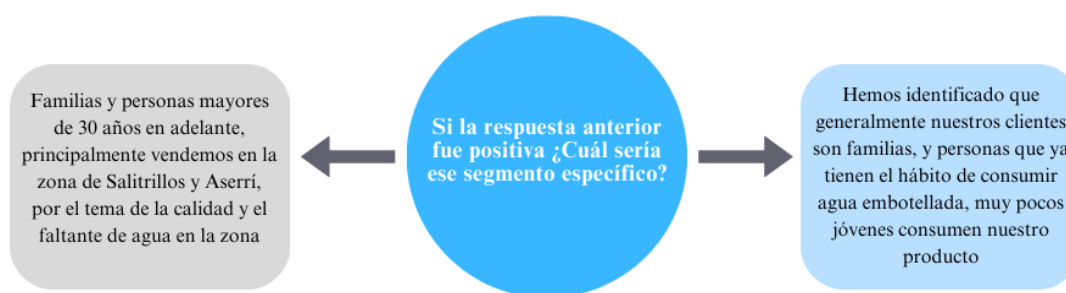 Familias y personas mayores
de 30 años en adelante,
principalmente vendemos en la
zona de Salitrillos y Aserrí,
por el tema de la calidad y el
faltante de agua en la zona
Si la respuesta anterior
fue positiva ¿Cuál sería
ese segmento específico?
Hemos identificado que
generalmente nuestros clientes
son familias, y personas que ya
tienen el hábito de consumir
agua embotellada, muy pocos
jóvenes consumen nuestro
producto